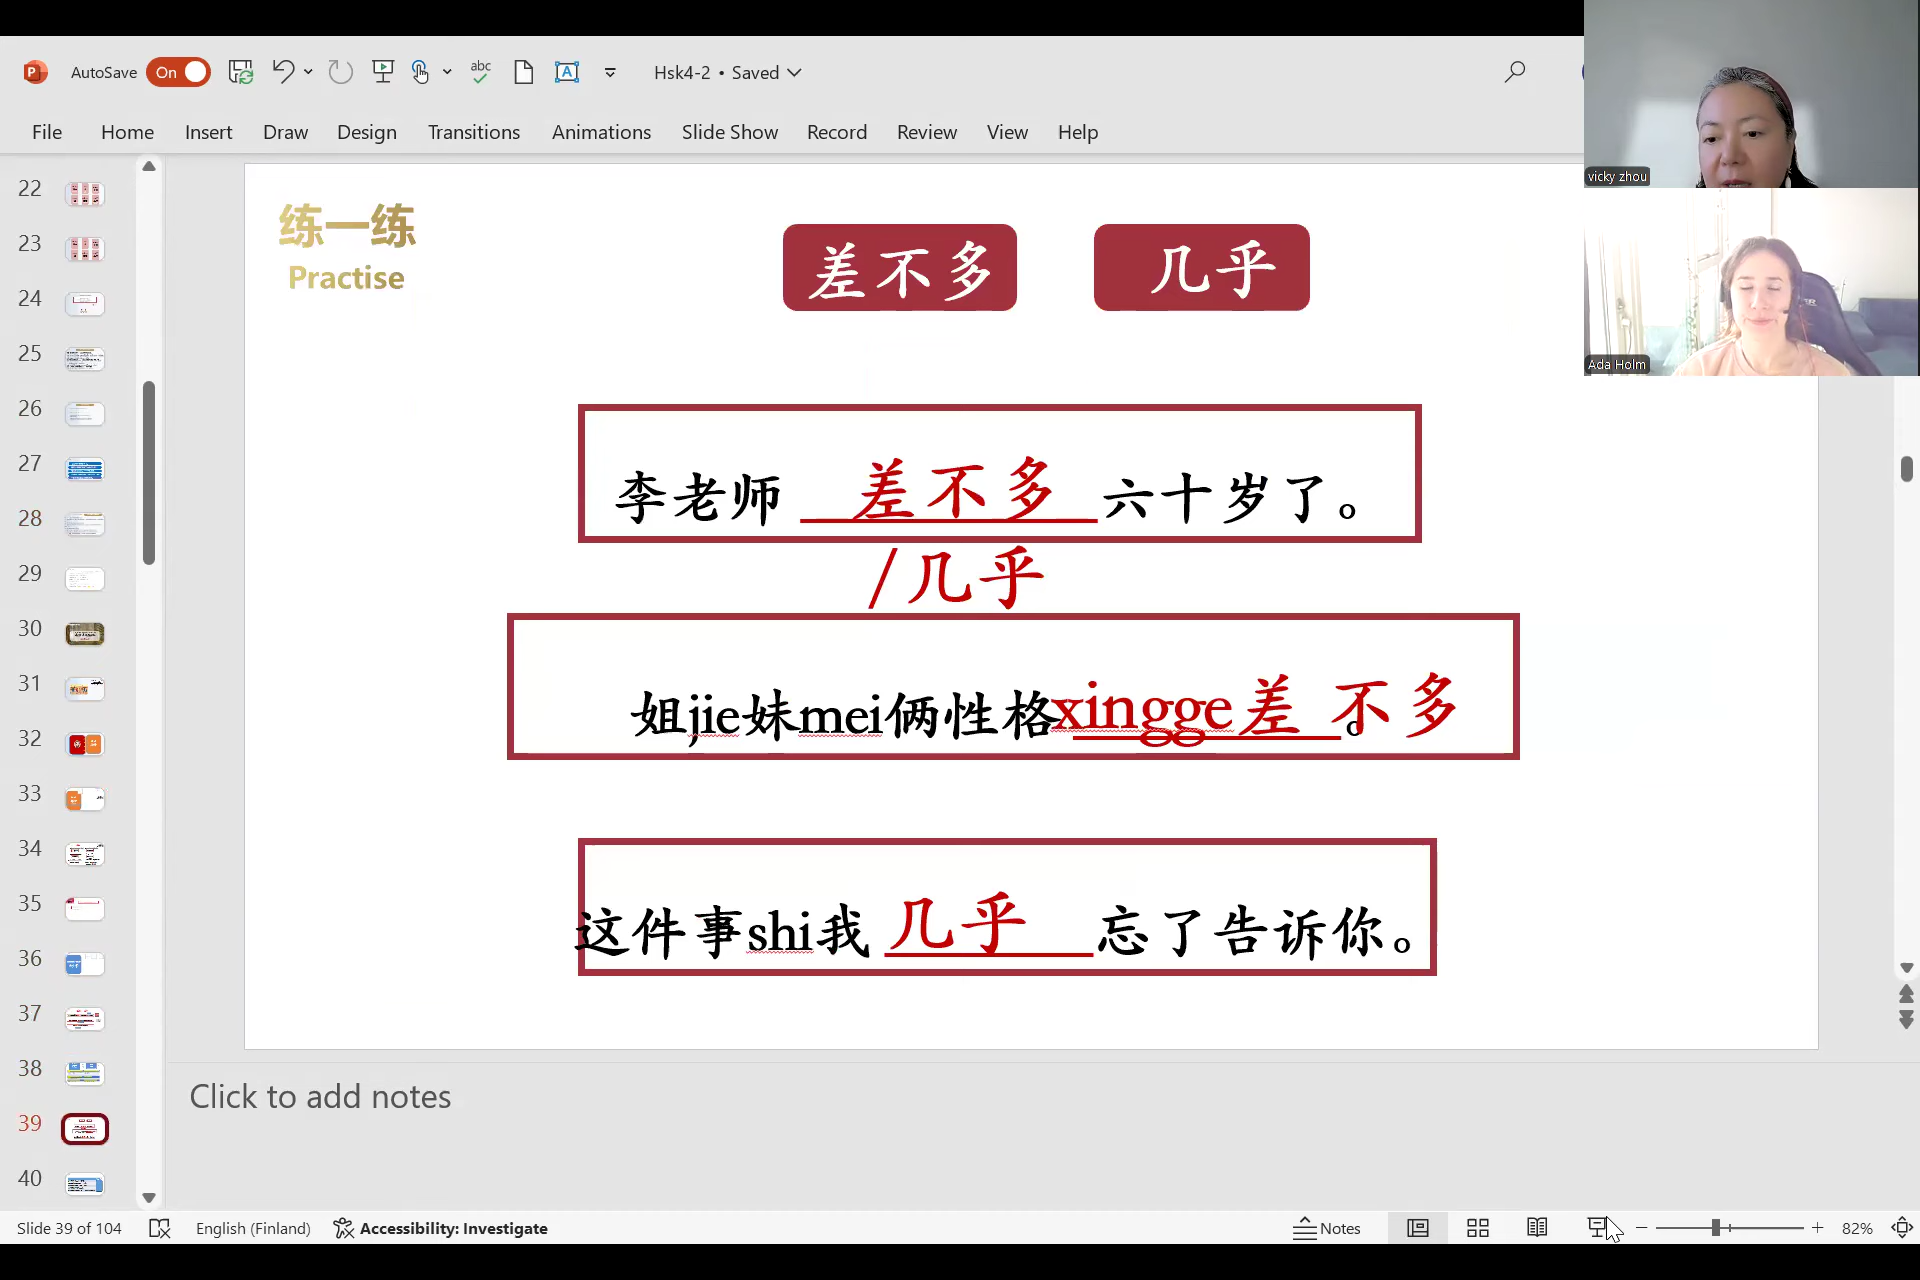 AutoSave On Hsk4-2 • Saved
File Home Insert Draw Design Transitions Animations Slide Show Record Review View Help
vicky zhou
Ada Holm
22
23
24
25
26
27
28
29
30
31
32
33
34
35
36
37
38
39
40
练一练
Practise
差不多 几乎
李老师 差不多 六十岁了。
/几乎
姐jie妹mei俩性格xingge差不多。
这件事shi我 几乎 忘了告诉你。
Click to add notes
Slide 39 of 104 English (Finland) Accessibility: Investigate Notes 82%